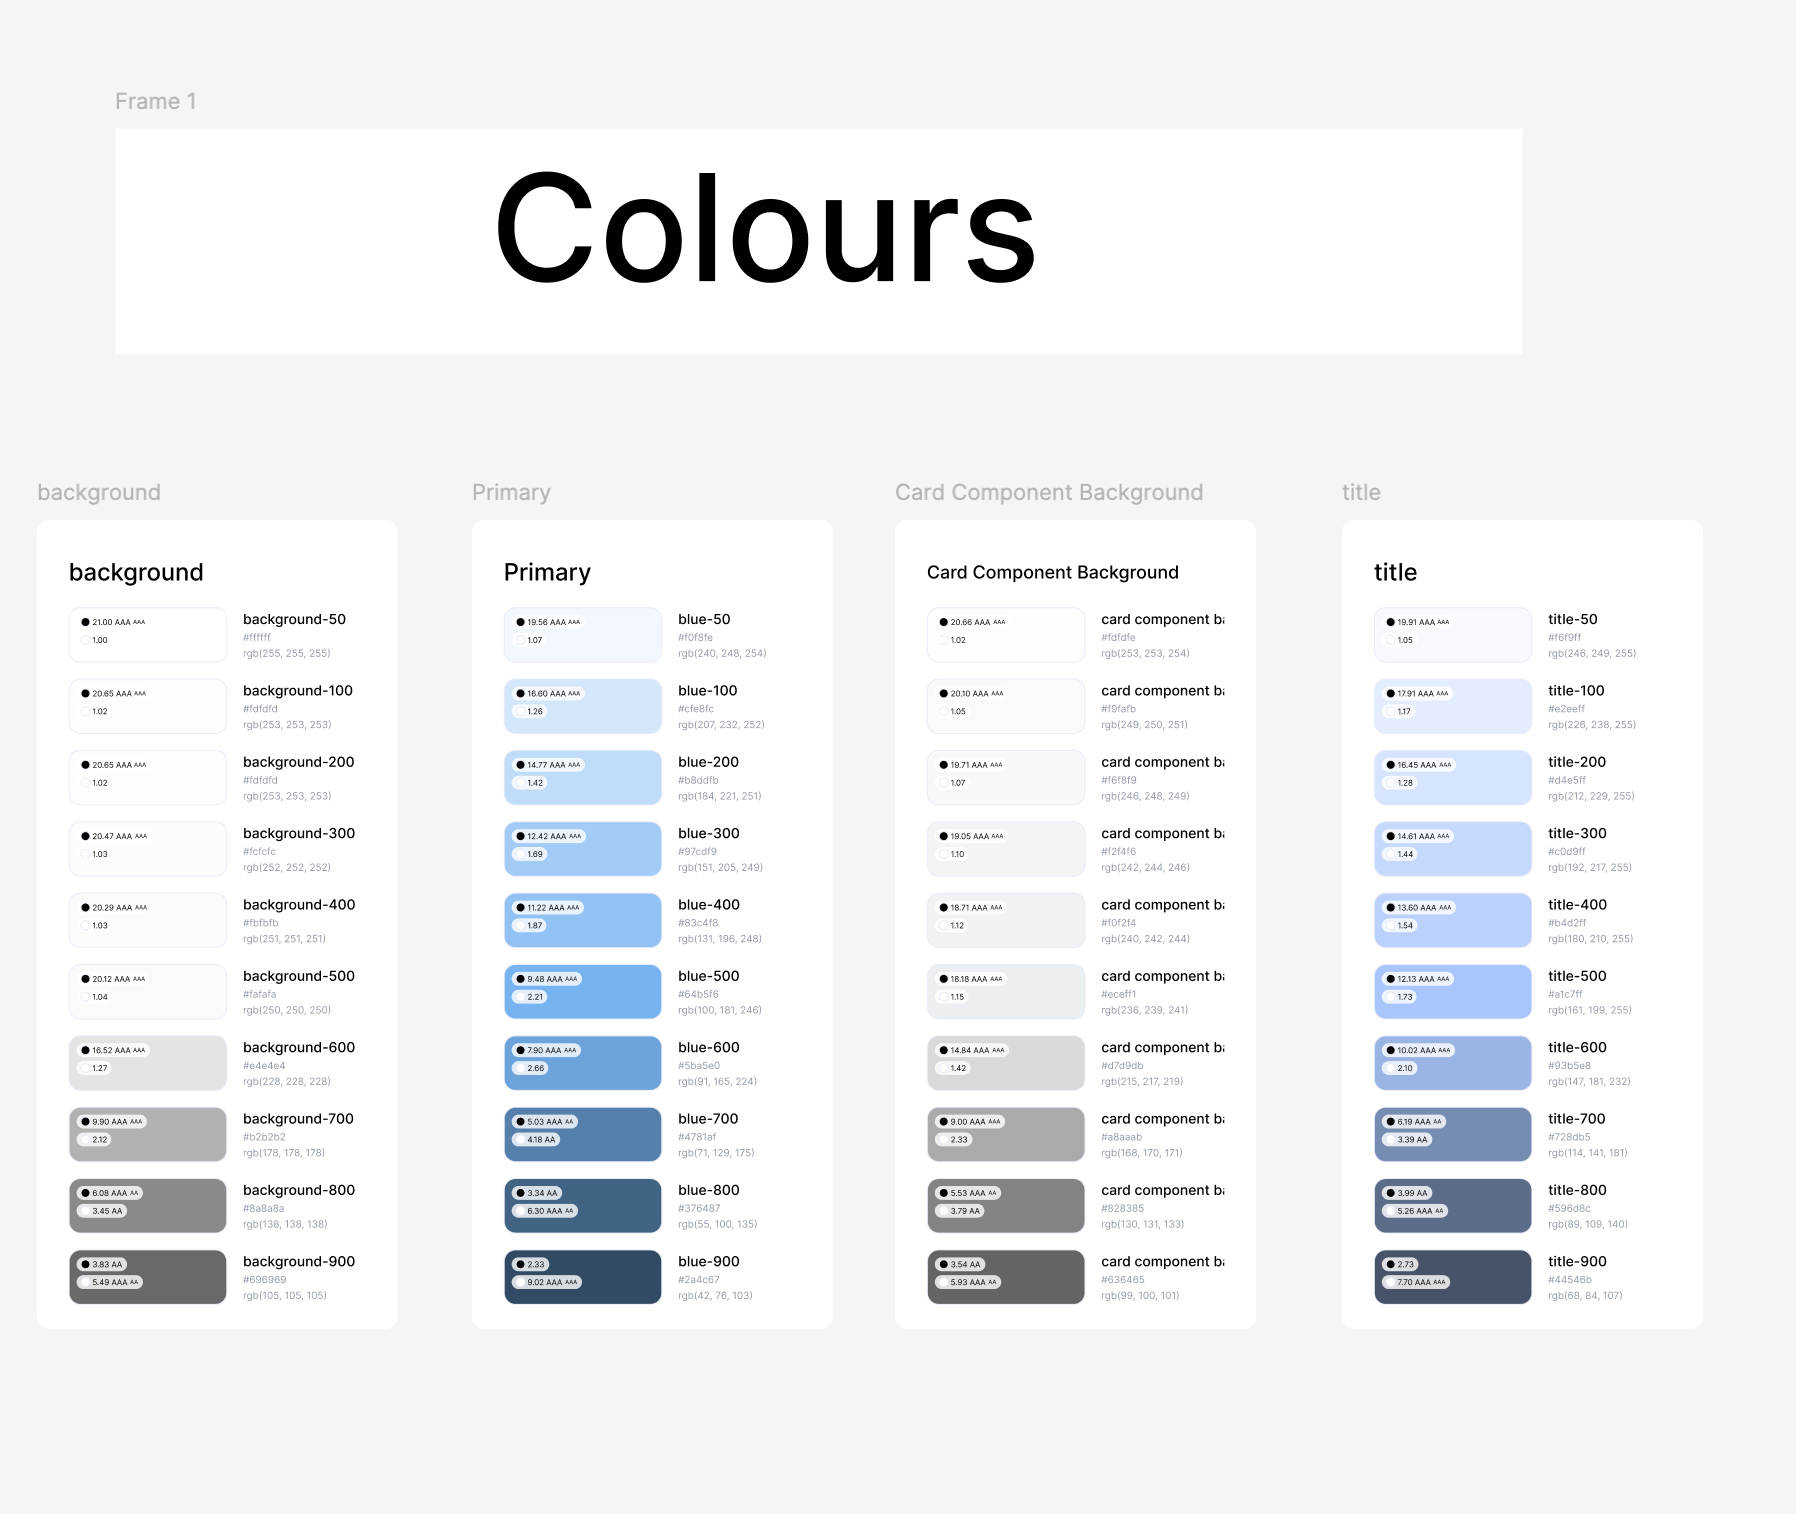 Frame 1
Colours
background
background
21.00 AAA AAA
1.00
background-50
#ffffff
rgb(255, 255, 255)
20.65 AAA AAA
1.02
background-100
#fdfdfd
rgb(253, 253, 253)
20.65 AAA AAA
1.02
background-200
#fdfdfd
rgb(253, 253, 253)
20.47 AAA AAA
1.03
background-300
#fcfcfc
rgb(252, 252, 252)
20.29 AAA AAA
1.03
background-400
#fbfbfb
rgb(251, 251, 251)
20.12 AAA AAA
1.04
background-500
#fafafa
rgb(250, 250, 250)
16.52 AAA AAA
1.27
background-600
#e4e4e4
rgb(228, 228, 228)
9.90 AAA AAA
2.12
background-700
#b2b2b2
rgb(178, 178, 178)
6.08 AAA AA
3.45 AA
background-800
#8a8a8a
rgb(138, 138, 138)
3.83 AA
5.49 AAA AA
background-900
#696969
rgb(105, 105, 105)
Primary
Primary
19.56 AAA AAA
1.07
blue-50
#f0f8fe
rgb(240, 248, 254)
16.60 AAA AAA
1.26
blue-100
#cfe8fc
rgb(207, 232, 252)
14.77 AAA AAA
1.42
blue-200
#b8ddfb
rgb(184, 221, 251)
12.42 AAA AAA
1.69
blue-300
#97cdf9
rgb(151, 205, 249)
11.22 AAA AAA
1.87
blue-400
#83c4f8
rgb(131, 196, 248)
9.48 AAA AAA
2.21
blue-500
#64b5f6
rgb(100, 181, 246)
7.90 AAA AAA
2.66
blue-600
#5ba5e0
rgb(91, 165, 224)
5.03 AAA AA
4.18 AA
blue-700
#4781af
rgb(71, 129, 175)
3.34 AA
6.30 AAA AA
blue-800
#376487
rgb(55, 100, 135)
2.33
9.02 AAA AAA
blue-900
#2a4c67
rgb(42, 76, 103)
Card Component Background
Card Component Background
20.66 AAA AAA
1.02
card component ba
#fdfdfe
rgb(253, 253, 254)
20.10 AAA AAA
1.05
card component ba
#f9fafb
rgb(249, 250, 251)
19.71 AAA AAA
1.07
card component ba
#f6f8f9
rgb(246, 248, 249)
19.05 AAA AAA
1.10
card component ba
#f2f4f6
rgb(242, 244, 246)
18.71 AAA AAA
1.12
card component ba
#f0f2f4
rgb(240, 242, 244)
18.18 AAA AAA
1.15
card component ba
#eceff1
rgb(236, 239, 241)
14.84 AAA AAA
1.42
card component ba
#d7d9db
rgb(215, 217, 219)
9.00 AAA AAA
2.33
card component ba
#a8aaab
rgb(168, 170, 171)
5.53 AAA AA
3.79 AA
card component ba
#828385
rgb(130, 131, 133)
3.54 AA
5.93 AAA AA
card component ba
#636465
rgb(99, 100, 101)
title
title
19.91 AAA AAA
1.05
title-50
#f6f9ff
rgb(246, 249, 255)
17.91 AAA AAA
1.17
title-100
#e2eeff
rgb(226, 238, 255)
16.45 AAA AAA
1.28
title-200
#d4e5ff
rgb(212, 229, 255)
14.61 AAA AAA
1.44
title-300
#c0d9ff
rgb(192, 217, 255)
13.60 AAA AAA
1.54
title-400
#b4d2ff
rgb(180, 210, 255)
12.13 AAA AAA
1.73
title-500
#a1c7ff
rgb(161, 199, 255)
10.02 AAA AAA
2.10
title-600
#93b5e8
rgb(147, 181, 232)
6.19 AAA AA
3.39 AA
title-700
#728db5
rgb(114, 141, 181)
3.99 AA
5.26 AAA AA
title-800
#596d8c
rgb(89, 109, 140)
2.73
7.70 AAA AAA
title-900
#44546b
rgb(68, 84, 107)